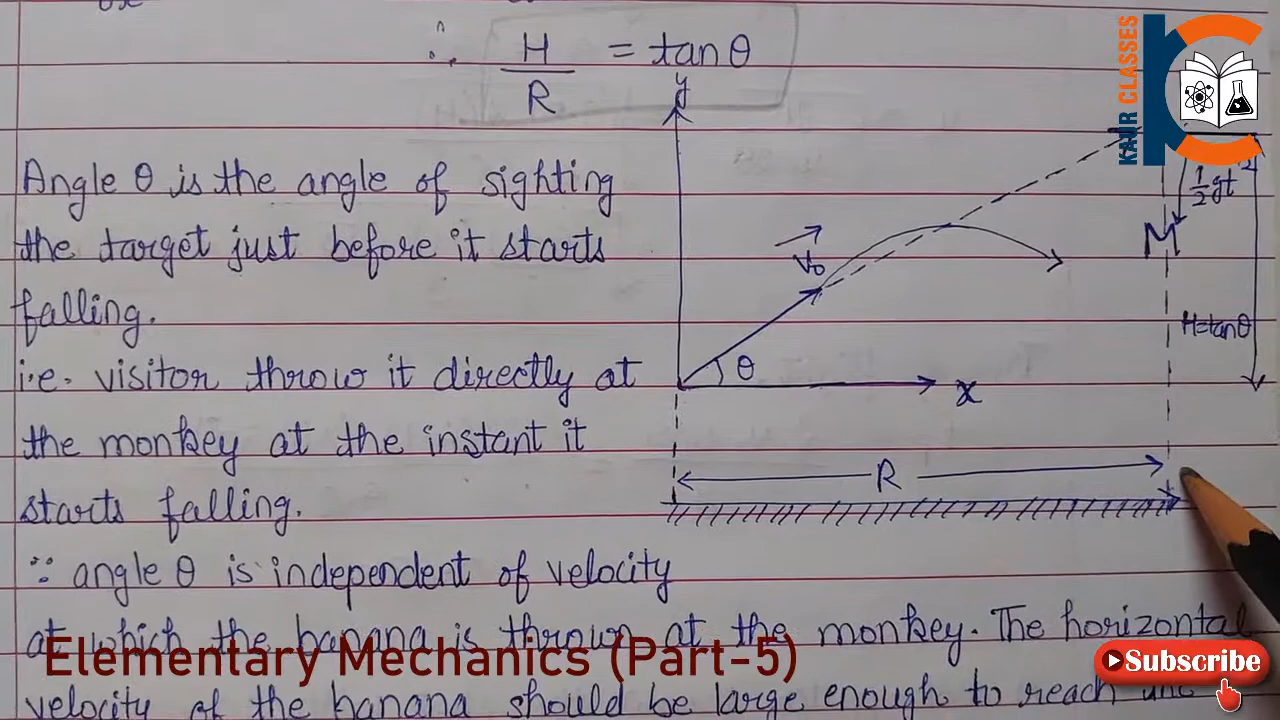 ∴ H/R = tanθ
Angle θ is the angle of sighting
the target just before it starts
falling.
i.e. visitor throw it directly at
the monkey at the instant it
starts falling.
∵ angle θ is independent of velocity
at which the banana is thrown at the monkey. The horizontal
velocity of the banana should be large enough to reach
y
V₀
θ
x
M
1/2 gt²
H=tanθ
R
KAUR CLASSES
Elementary Mechanics (Part-5)
Subscribe